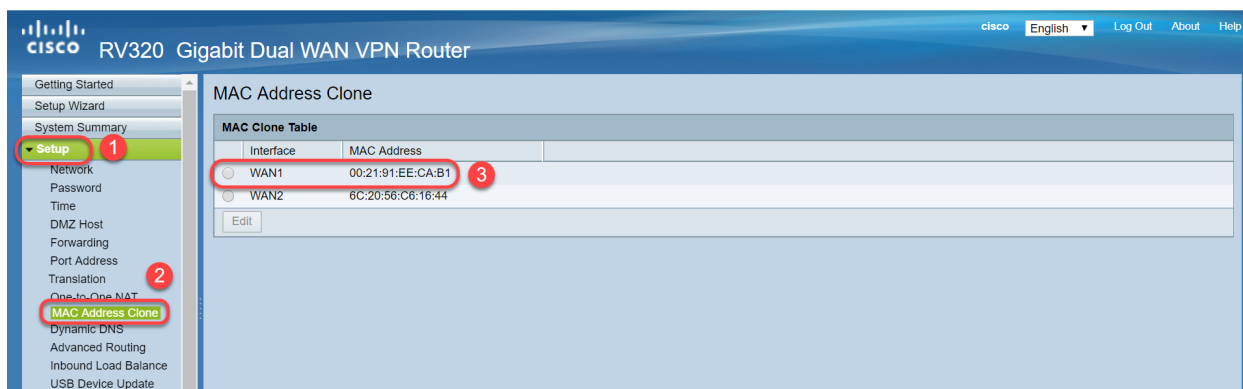 cisco English ▼ Log Out About Help
CISCO RV320 Gigabit Dual WAN VPN Router
Getting Started
Setup Wizard
System Summary
Setup
1
Network
Password
Time
DMZ Host
Forwarding
Port Address
Translation
2
One-to-One NAT
MAC Address Clone
Dynamic DNS
Advanced Routing
Inbound Load Balance
USB Device Update
MAC Address Clone
MAC Clone Table
Interface MAC Address
WAN1 00:21:91:EE:CA:B1 3
WAN2 6C:20:56:C6:16:44
Edit